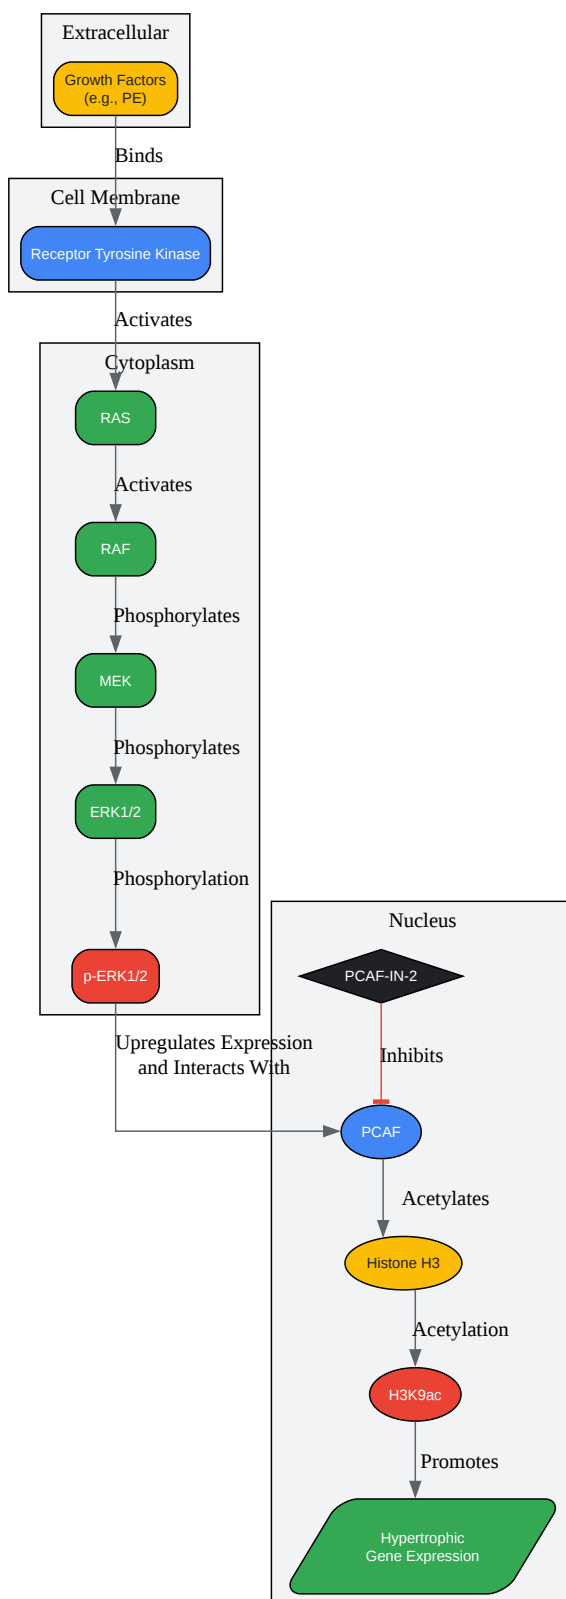 Extracellular
Growth Factors
(e.g., PE)
Binds
Cell Membrane
Receptor Tyrosine Kinase
Activates
Cytoplasm
RAS
Activates
RAF
Phosphorylates
MEK
Phosphorylates
ERK1/2
Phosphorylation
p-ERK1/2
Upregulates Expression
and Interacts With
Nucleus
PCAF-IN-2
Inhibits
PCAF
Acetylates
Histone H3
Acetylation
H3K9ac
Promotes
Hypertrophic
Gene Expression